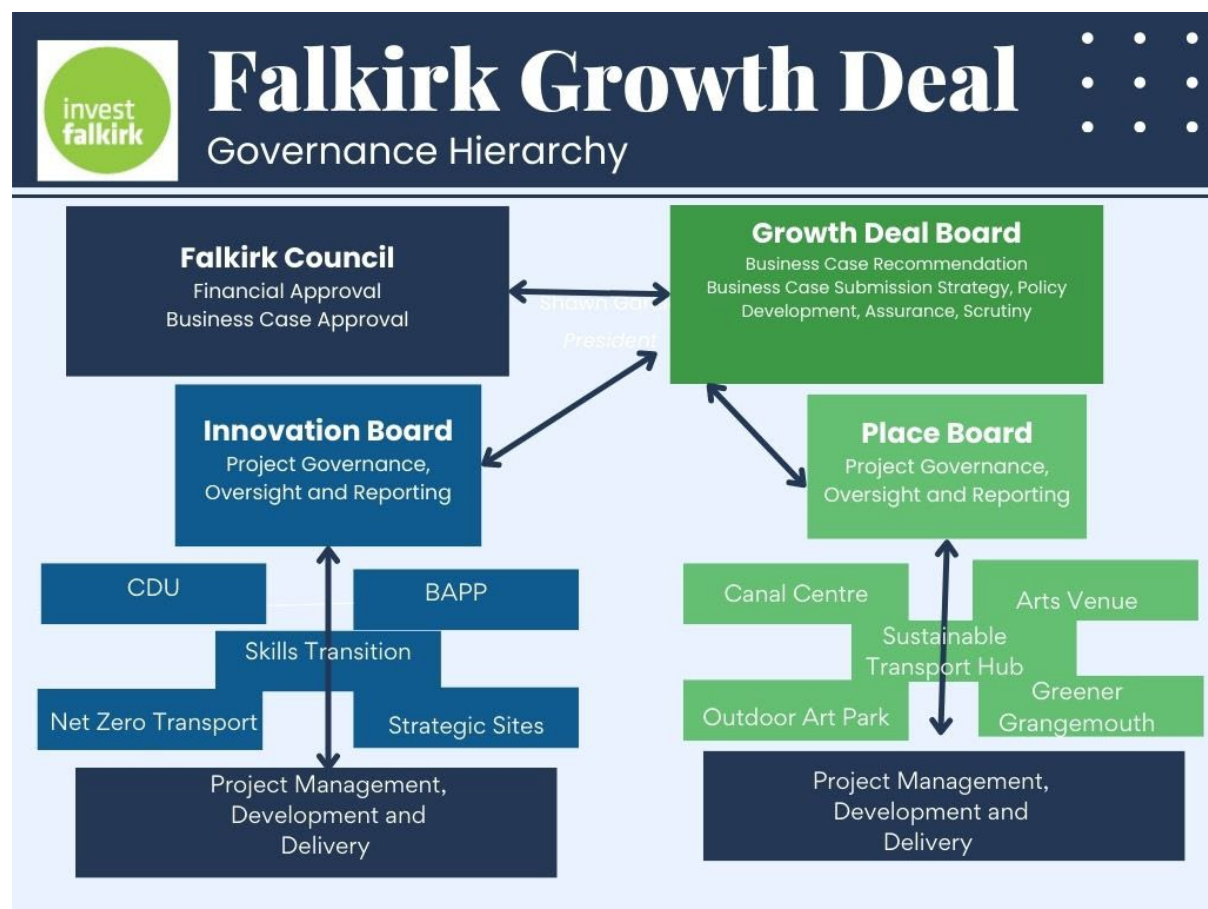 invest
falkirk
Falkirk Growth Deal
Governance Hierarchy
Falkirk Council
Financial Approval
Business Case Approval
Growth Deal Board
Business Case Recommendation
Business Case Submission Strategy, Policy
Development, Assurance, Scrutiny
Shawn
President
Innovation Board
Project Governance,
Oversight and Reporting
Place Board
Project Governance,
Oversight and Reporting
CDU
BAPP
Skills Transition
Net Zero Transport
Strategic Sites
Canal Centre
Arts Venue
Sustainable
Transport Hub
Outdoor Art Park
Greener
Grangemouth
Project Management,
Development and
Delivery
Project Management,
Development and
Delivery